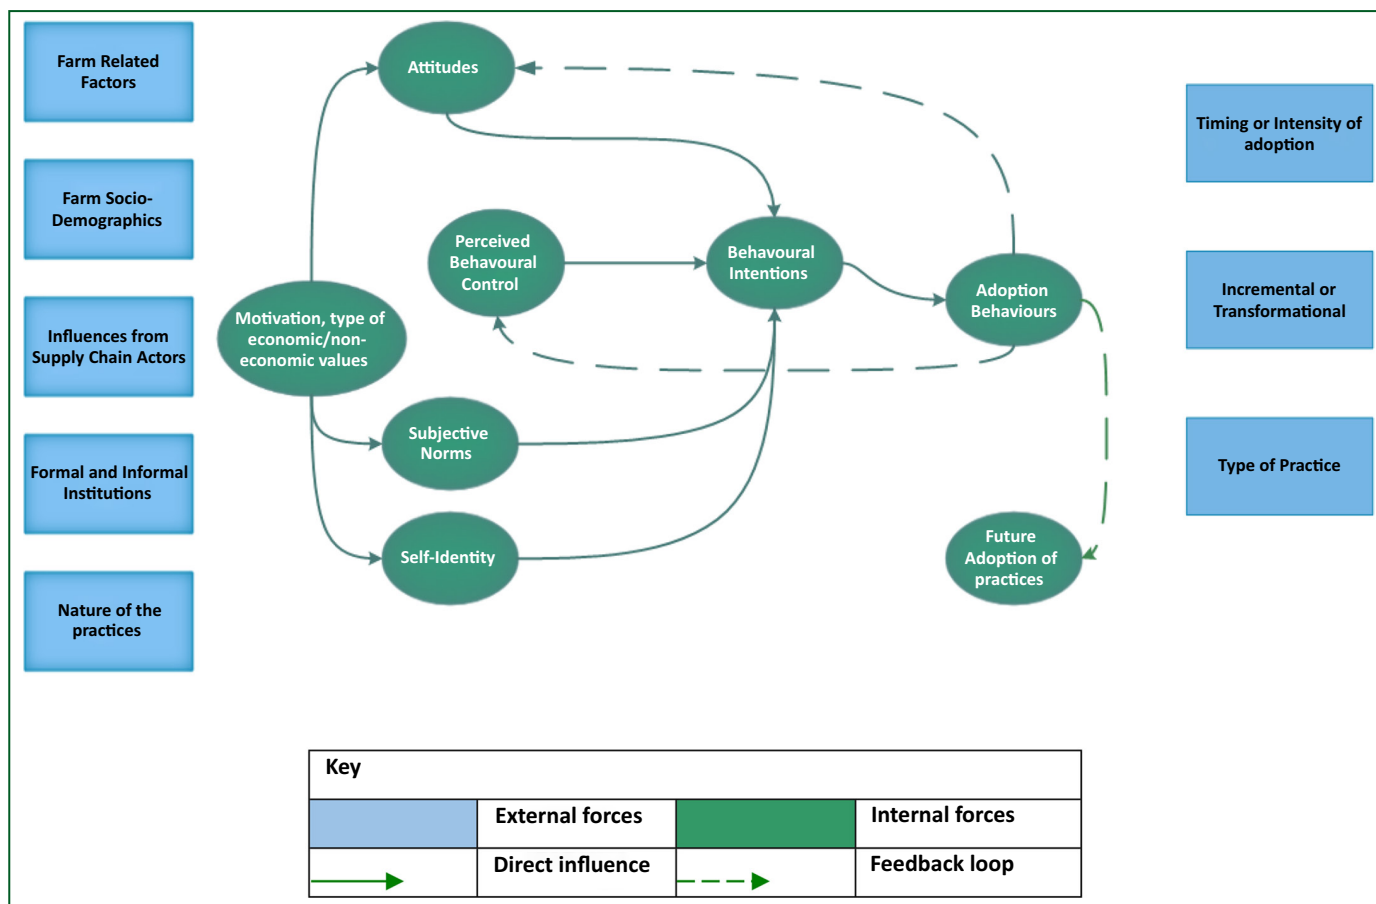 Farm Related
Factors
Farm Socio-
Demographics
Influences from
Supply Chain Actors
Formal and Informal
Institutions
Nature of the
practices
Attitudes
Perceived
Behavoural
Control
Motivation, type of
economic/non-
economic values
Subjective
Norms
Self-Identity
Behavoural
Intentions
Adoption
Behaviours
Future
Adoption of
practices
Timing or Intensity of
adoption
Incremental or
Transformational
Type of Practice
Key
External forces
Internal forces
Direct influence
Feedback loop